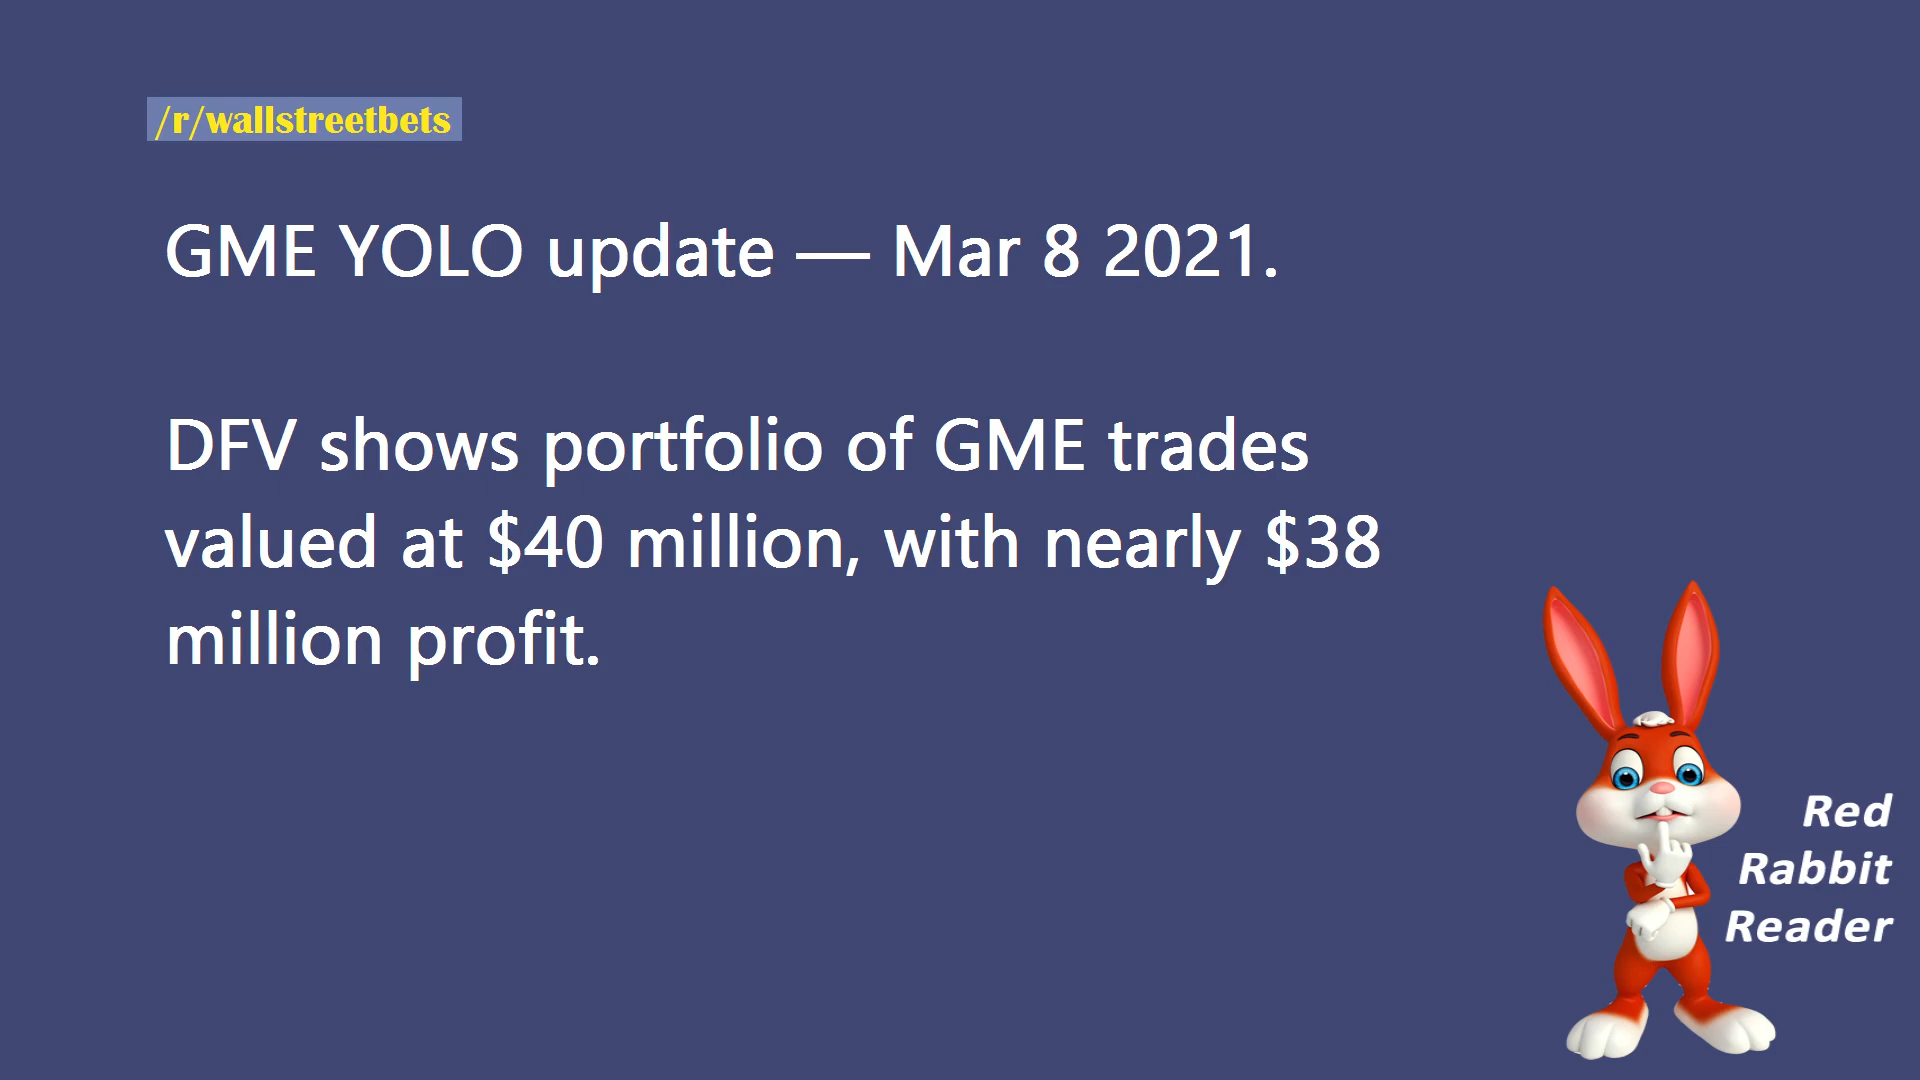 /r/wallstreetbets
GME YOLO update — Mar 8 2021.
DFV shows portfolio of GME trades
valued at $40 million, with nearly $38
million profit.
Red
Rabbit
Reader